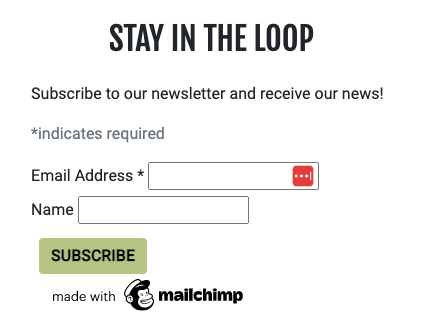 STAY IN THE LOOP
Subscribe to our newsletter and receive our news!
*indicates required
Email Address *
Name
SUBSCRIBE
made with mailchimp